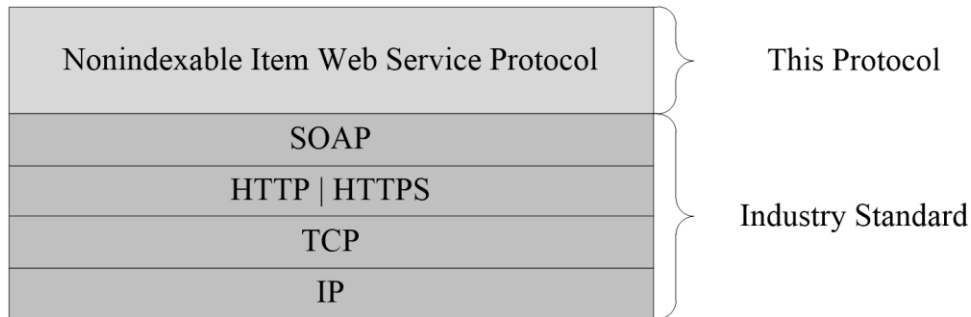 Nonindexable Item Web Service Protocol
This Protocol
SOAP
HTTP | HTTPS
TCP
IP
Industry Standard